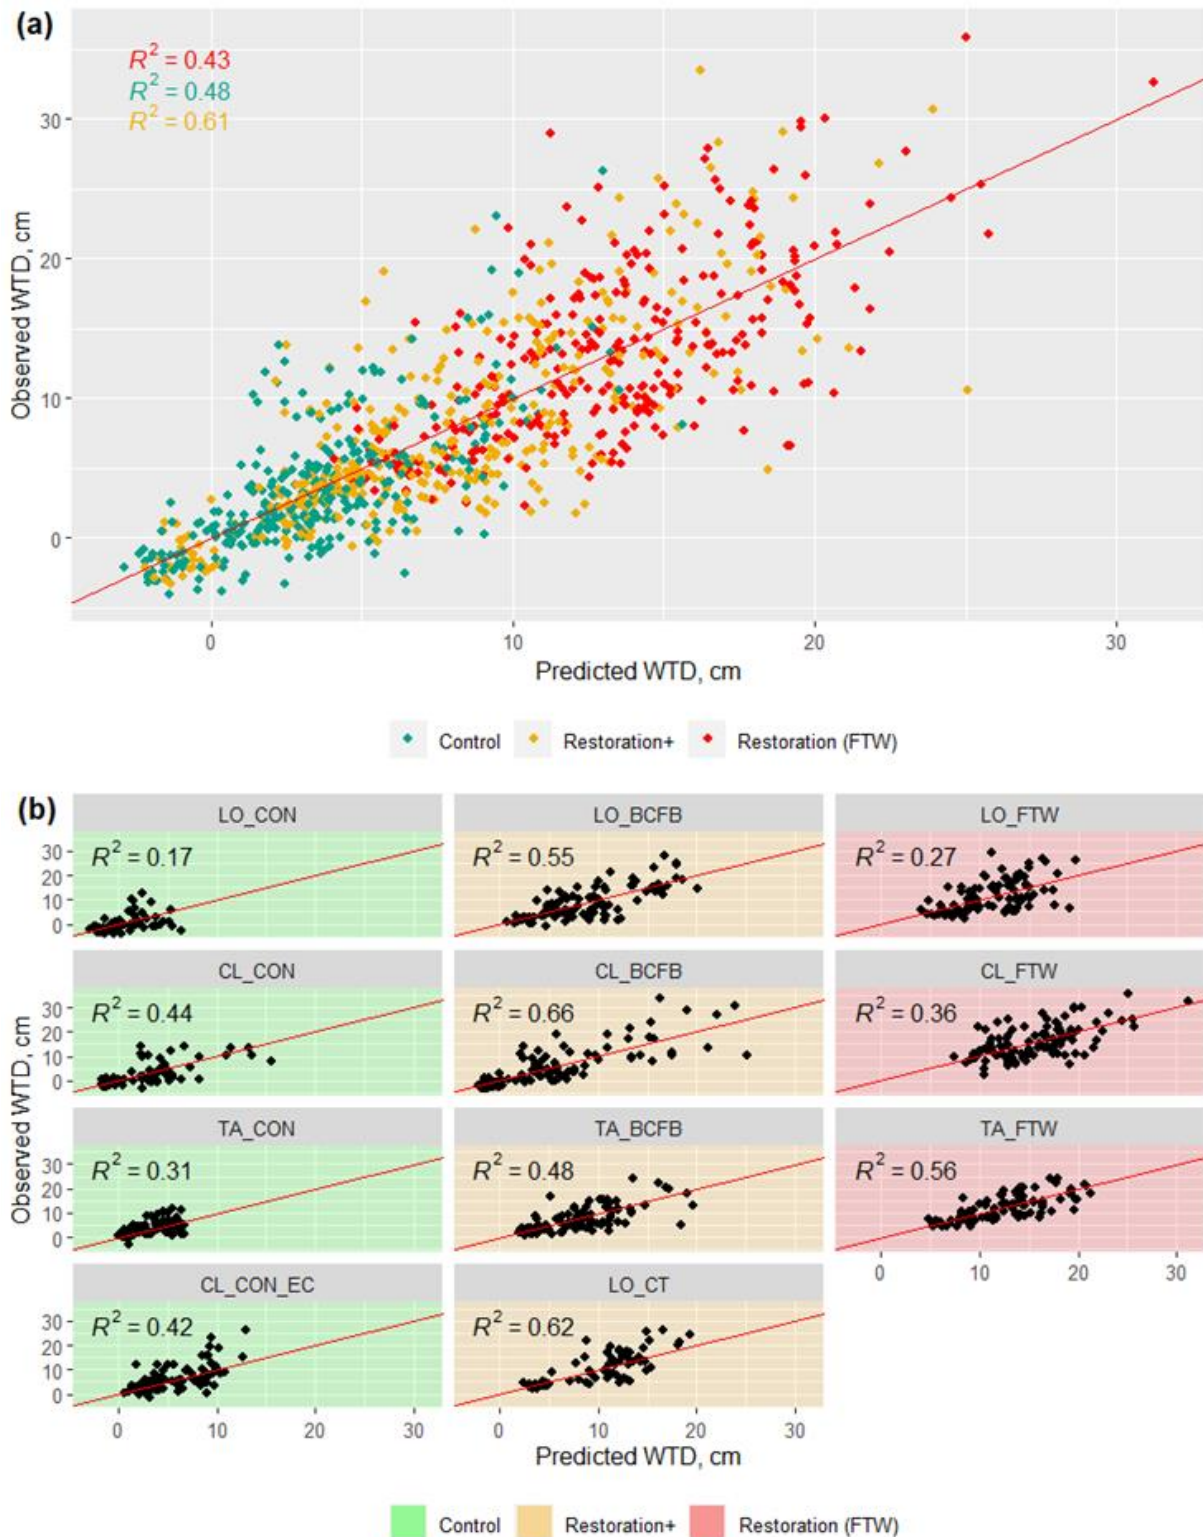 (a)
R² = 0.43
R² = 0.48
R² = 0.61
30
20
10
0
Observed WTD, cm
0 10 20 30
Predicted WTD, cm
Control Restoration+ Restoration (FTW)
(b)
LO_CON LO_BCFB LO_FTW
R² = 0.17 R² = 0.55 R² = 0.27
30
20
10
0
CL_CON CL_BCFB CL_FTW
R² = 0.44 R² = 0.66 R² = 0.36
30
20
10
0
Observed WTD, cm
TA_CON TA_BCFB TA_FTW
R² = 0.31 R² = 0.48 R² = 0.56
30
20
10
0
0 10 20 30
CL_CON_EC LO_CT
R² = 0.42 R² = 0.62
30
20
10
0
0 10 20 30 0 10 20 30
Predicted WTD, cm
Control Restoration+ Restoration (FTW)